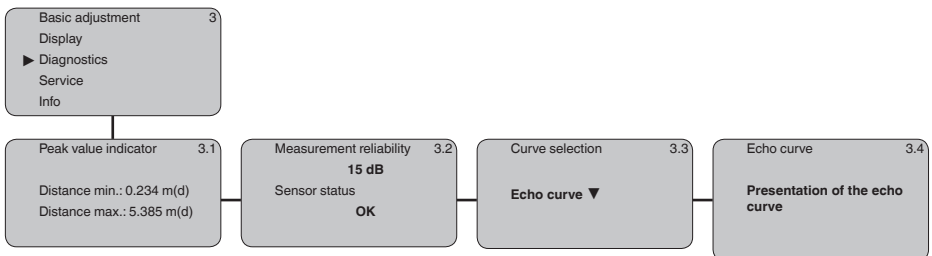 Basic adjustment 3
Display
▶ Diagnostics
Service
Info
Peak value indicator 3.1
Distance min.: 0.234 m(d)
Distance max.: 5.385 m(d)
Measurement reliability 3.2
15 dB
Sensor status
OK
Curve selection 3.3
Echo curve ▼
Echo curve 3.4
Presentation of the echo
curve